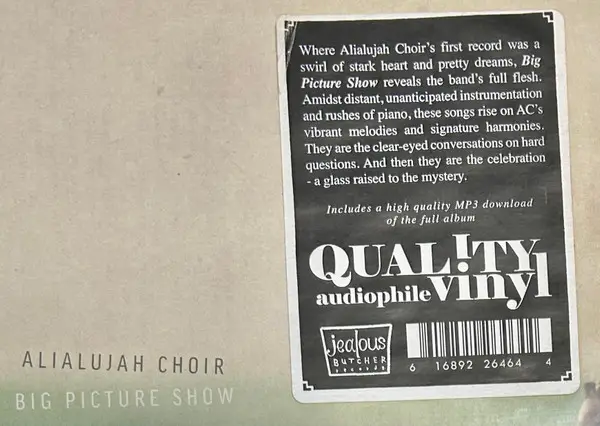 Where Alialujah Choir's first record was a
swirl of stark heart and pretty dreams, Big
Picture Show reveals the band's full flesh.
Amidst distant, unanticipated instrumentation
and rushes of piano, these songs rise on AC's
vibrant melodies and signature harmonies.
They are the clear-eyed conversations on hard
questions. And then they are the celebration
- a glass raised to the mystery.
Includes a high quality MP3 download
of the full album
QUALITY
audiophile vinyl
jealous
BUTCHER
records
6 16892 26464 4
ALIALUJAH CHOIR
BIG PICTURE SHOW